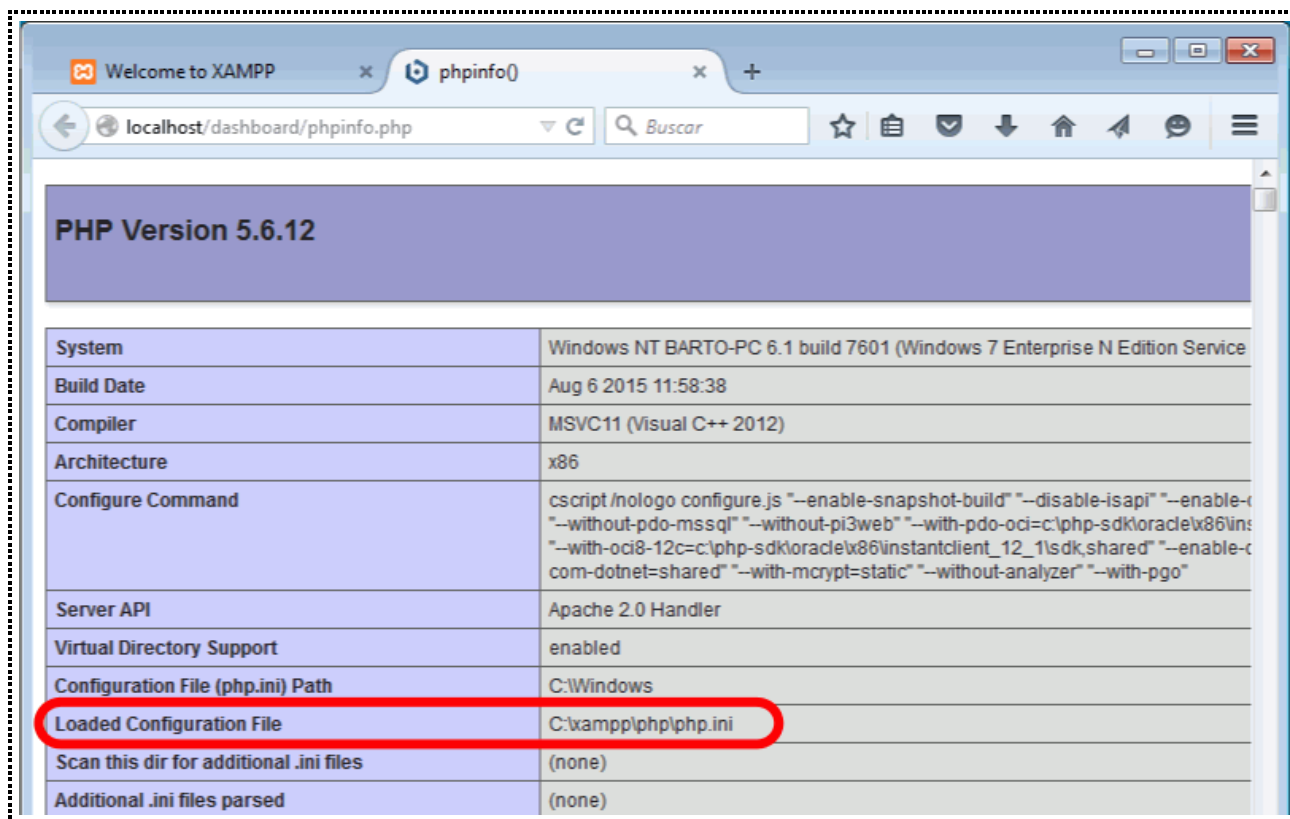 Welcome to XAMPP
phpinfo()
localhost/dashboard/phpinfo.php
Buscar
PHP Version 5.6.12
System Windows NT BARTO-PC 6.1 build 7601 (Windows 7 Enterprise N Edition Service
Build Date Aug 6 2015 11:58:38
Compiler MSVC11 (Visual C++ 2012)
Architecture x86
Configure Command cscript /nologo configure.js "--enable-snapshot-build" "--disable-isapi" "--enable-
"--without-pdo-mssql" "--without-pi3web" "--with-pdo-oci=c:\php-sdk\oracle\x86\ins
"--with-oci8-12c=c:\php-sdk\oracle\x86\instantclient_12_1\sdk,shared" "--enable-
com-dotnet=shared" "--with-mcrypt=static" "--without-analyzer" "--with-pgo"
Server API Apache 2.0 Handler
Virtual Directory Support enabled
Configuration File (php.ini) Path C:\Windows
Loaded Configuration File C:\xampp\php\php.ini
Scan this dir for additional .ini files (none)
Additional .ini files parsed (none)